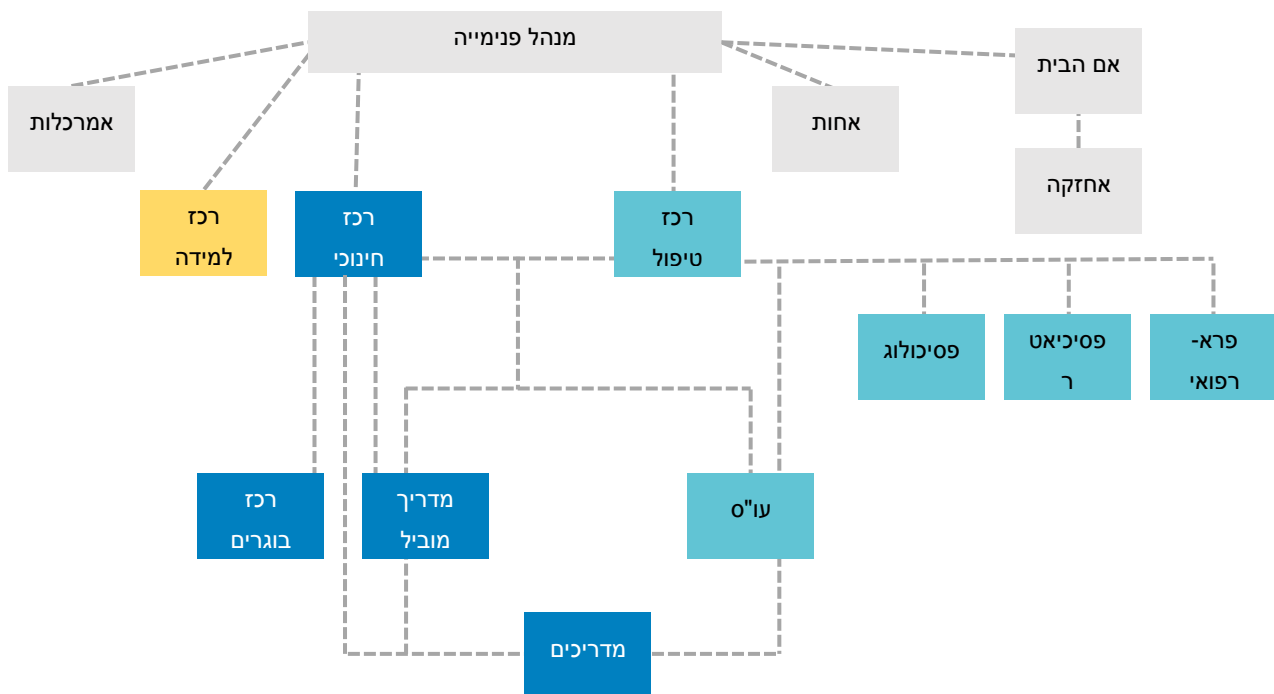 מנהל פנימייה
אם הבית
אמרכלות
אחות
אחזקה
רכז
למידה
רכז
חינוכי
רכז
טיפול
פסיכולוג
פסיכיאט
ר
פרא-
רפואי
רכז
בוגרים
מדריך
מוביל
עו"ס
מדריכים